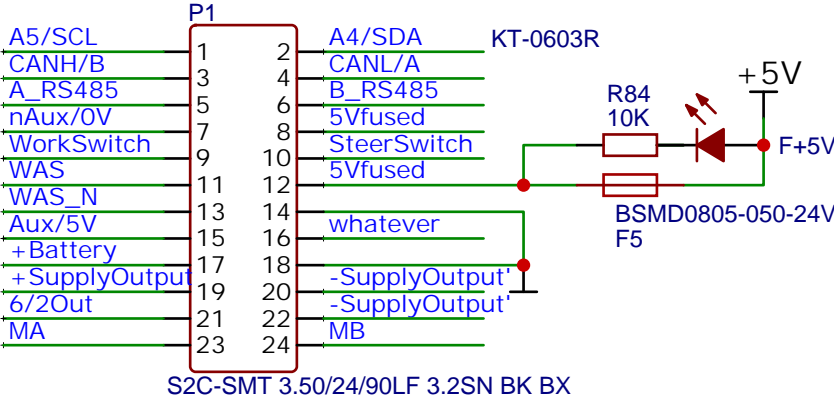 P1
A5/SCL 1 2 A4/SDA KT-0603R
CANH/B 3 4 CANL/A
A_RS485 5 6 B_RS485
nAux/0V 7 8 5Vfused
WorkSwitch 9 10 SteerSwitch
WAS 11 12 5Vfused
WAS_N 13 14
Aux/5V 15 16 whatever
+Battery 17 18
+SupplyOutput 19 20 -SupplyOutput'
6/2Out 21 22 -SupplyOutput'
MA 23 24 MB
S2C-SMT 3.50/24/90LF 3.2SN BK BX
+5V
R84
10K
F+5V
BSMD0805-050-24V
F5